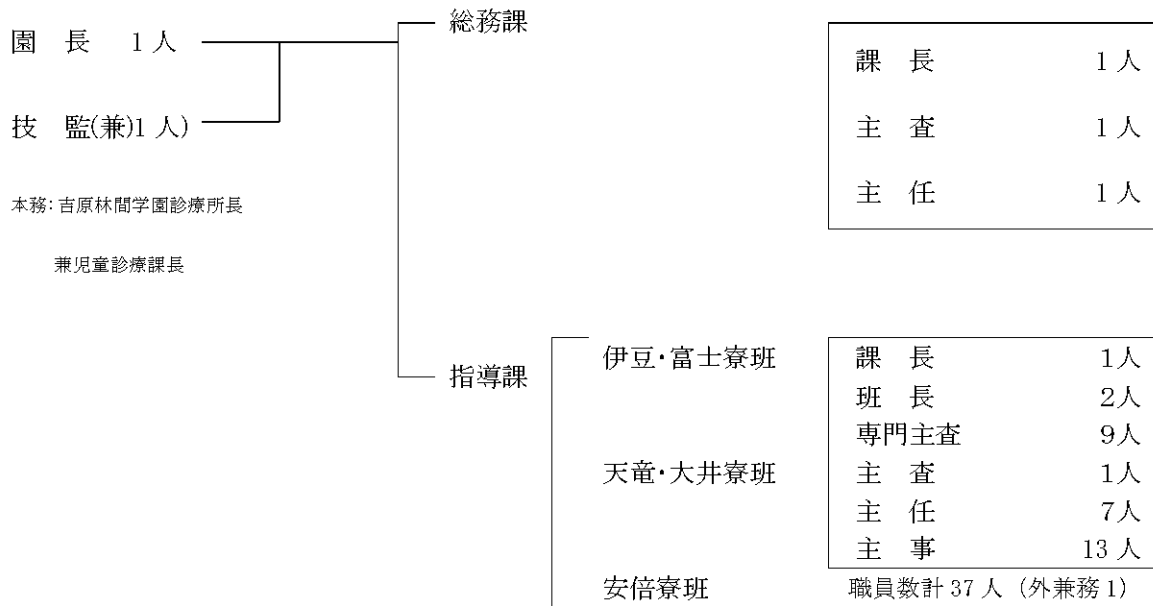 園　長　1人
技　監(兼)1人)
本務：吉原林間学園診療所長
兼児童診療課長
総務課
課　長　1人
主　査　1人
主　任　1人
指導課
伊豆・富士寮班
天竜・大井寮班
安倍寮班
課　長　1人
班　長　2人
専門主査　9人
主　査　1人
主　任　7人
主　事　13人
職員数計37人（外兼務1）